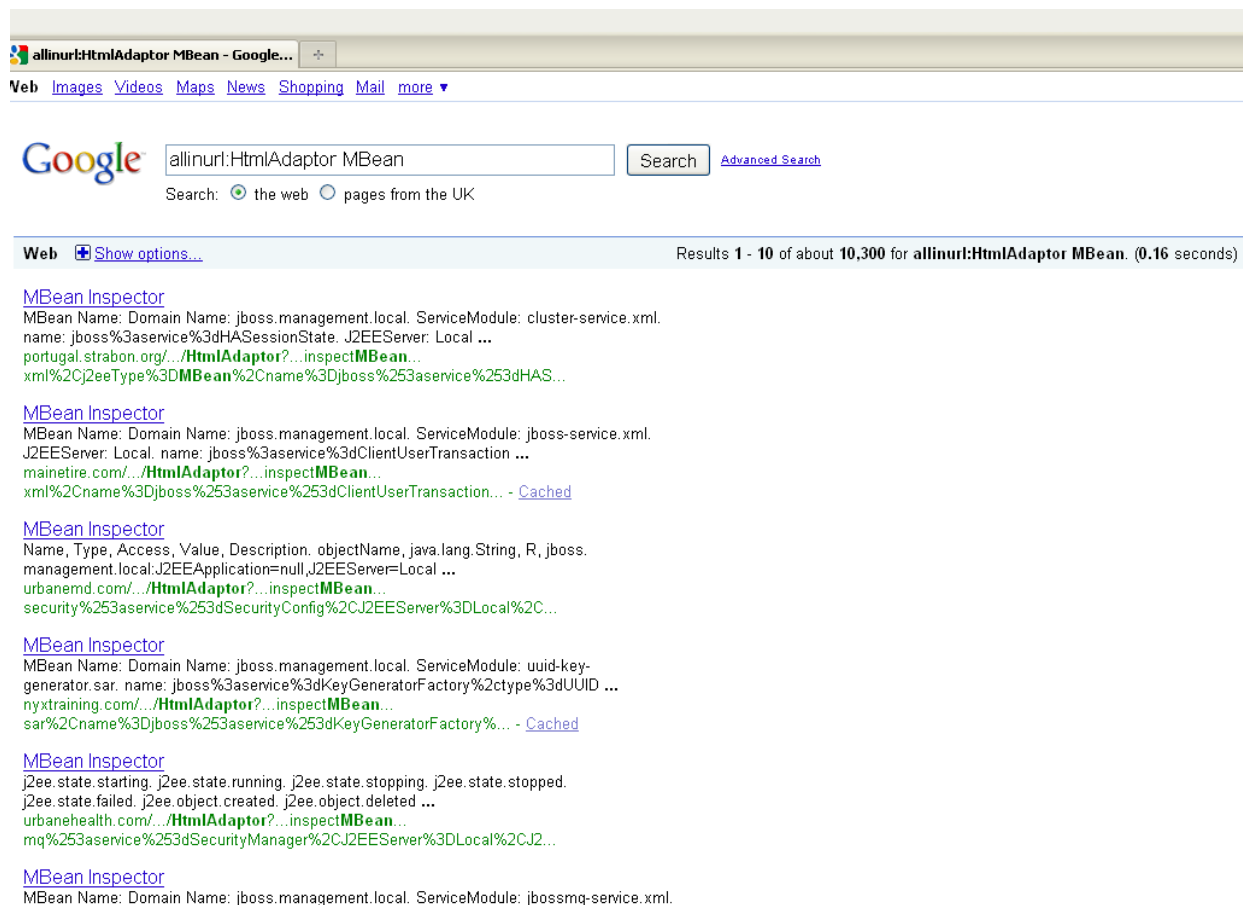 allinurl:HtmlAdaptor MBean - Google...
Web Images Videos Maps News Shopping Mail more ▼
Google allinurl:HtmlAdaptor MBean Search Advanced Search
Search: the web pages from the UK
Web Show options... Results 1 - 10 of about 10,300 for allinurl:HtmlAdaptor MBean. (0.16 seconds)
MBean Inspector
MBean Name: Domain Name: jboss.management.local. ServiceModule: cluster-service.xml.
name: jboss%3aservice%3dHASessionState. J2EEServer: Local ...
portugal.strabon.org/.../HtmlAdaptor?...inspectMBean...
xml%2Cj2eeType%3DMBean%2Cname%3Djboss%253aservice%253dHAS...
MBean Inspector
MBean Name: Domain Name: jboss.management.local. ServiceModule: jboss-service.xml.
J2EEServer: Local. name: jboss%3aservice%3dClientUserTransaction ...
mainetire.com/.../HtmlAdaptor?...inspectMBean...
xml%2Cname%3Djboss%253aservice%253dClientUserTransaction... - Cached
MBean Inspector
Name, Type, Access, Value, Description. objectName, java.lang.String, R, jboss.
management.local:J2EEApplication=null,J2EEServer=Local ...
urbanemd.com/.../HtmlAdaptor?...inspectMBean...
security%253aservice%253dSecurityConfig%2CJ2EEServer%3DLocal%2C...
MBean Inspector
MBean Name: Domain Name: jboss.management.local. ServiceModule: uuid-key-
generator.sar. name: jboss%3aservice%3dKeyGeneratorFactory%2ctype%3dUUID ...
nyxtraining.com/.../HtmlAdaptor?...inspectMBean...
sar%2Cname%3Djboss%253aservice%253dKeyGeneratorFactory%... - Cached
MBean Inspector
j2ee.state.starting. j2ee.state.running. j2ee.state.stopping. j2ee.state.stopped.
j2ee.state.failed. j2ee.object.created. j2ee.object.deleted ...
urbanehealth.com/.../HtmlAdaptor?...inspectMBean...
mq%253aservice%253dSecurityManager%2CJ2EEServer%3DLocal%2CJ2...
MBean Inspector
MBean Name: Domain Name: jboss.management.local. ServiceModule: jbossmq-service.xml.